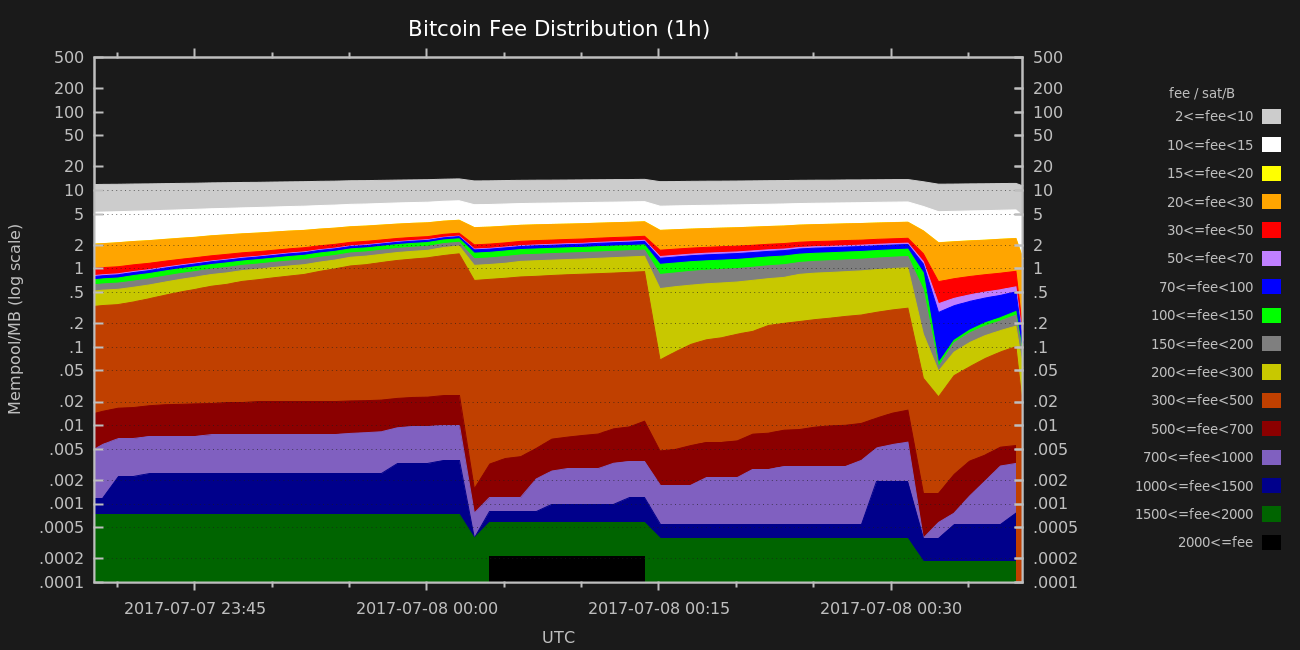 Bitcoin Fee Distribution (1h)
500
200
100
50
20
10
5
2
1
.5
.2
.1
.05
.02
.01
.005
.002
.001
.0005
.0002
.0001
Mempool/MB (log scale)
500
200
100
50
20
10
5
2
1
.5
.2
.1
.05
.02
.01
.005
.002
.001
.0005
.0002
.0001
2017-07-07 23:45
2017-07-08 00:00
2017-07-08 00:15
2017-07-08 00:30
UTC
fee / sat/B
2<=fee<10
10<=fee<15
15<=fee<20
20<=fee<30
30<=fee<50
50<=fee<70
70<=fee<100
100<=fee<150
150<=fee<200
200<=fee<300
300<=fee<500
500<=fee<700
700<=fee<1000
1000<=fee<1500
1500<=fee<2000
2000<=fee